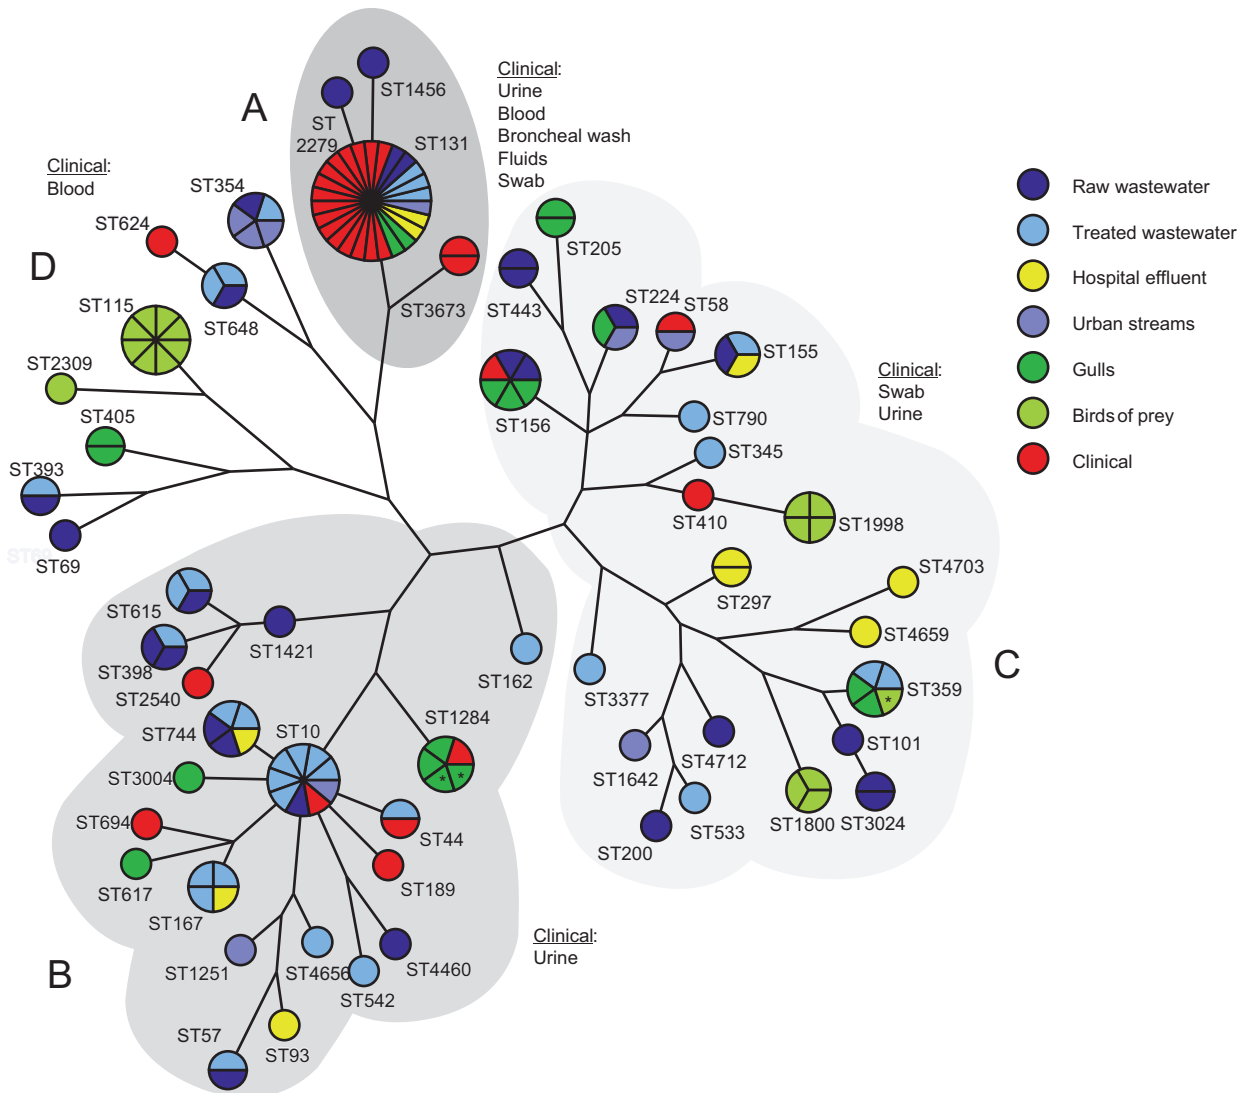 A
ST1456
ST
2279
ST131
ST3673
Clinical:
Urine
Blood
Broncheal wash
Fluids
Swab
Clinical:
Blood
ST354
ST624
D
ST648
ST115
ST2309
ST405
ST393
ST69
ST69
ST205
ST443
ST224
ST58
ST155
ST156
ST790
ST345
ST410
ST1998
Clinical:
Swab
Urine
Raw wastewater
Treated wastewater
Hospital effluent
Urban streams
Gulls
Birds of prey
Clinical
ST297
ST4703
ST4659
C
ST359
*
ST3377
ST101
ST1642
ST4712
ST1800
ST3024
ST533
ST200
ST615
ST1421
ST398
ST2540
ST162
ST744
ST10
ST1284
* *
ST3004
ST694
ST44
ST617
ST189
ST167
ST1251
ST4656
ST4460
ST542
Clinical:
Urine
B
ST57
ST93